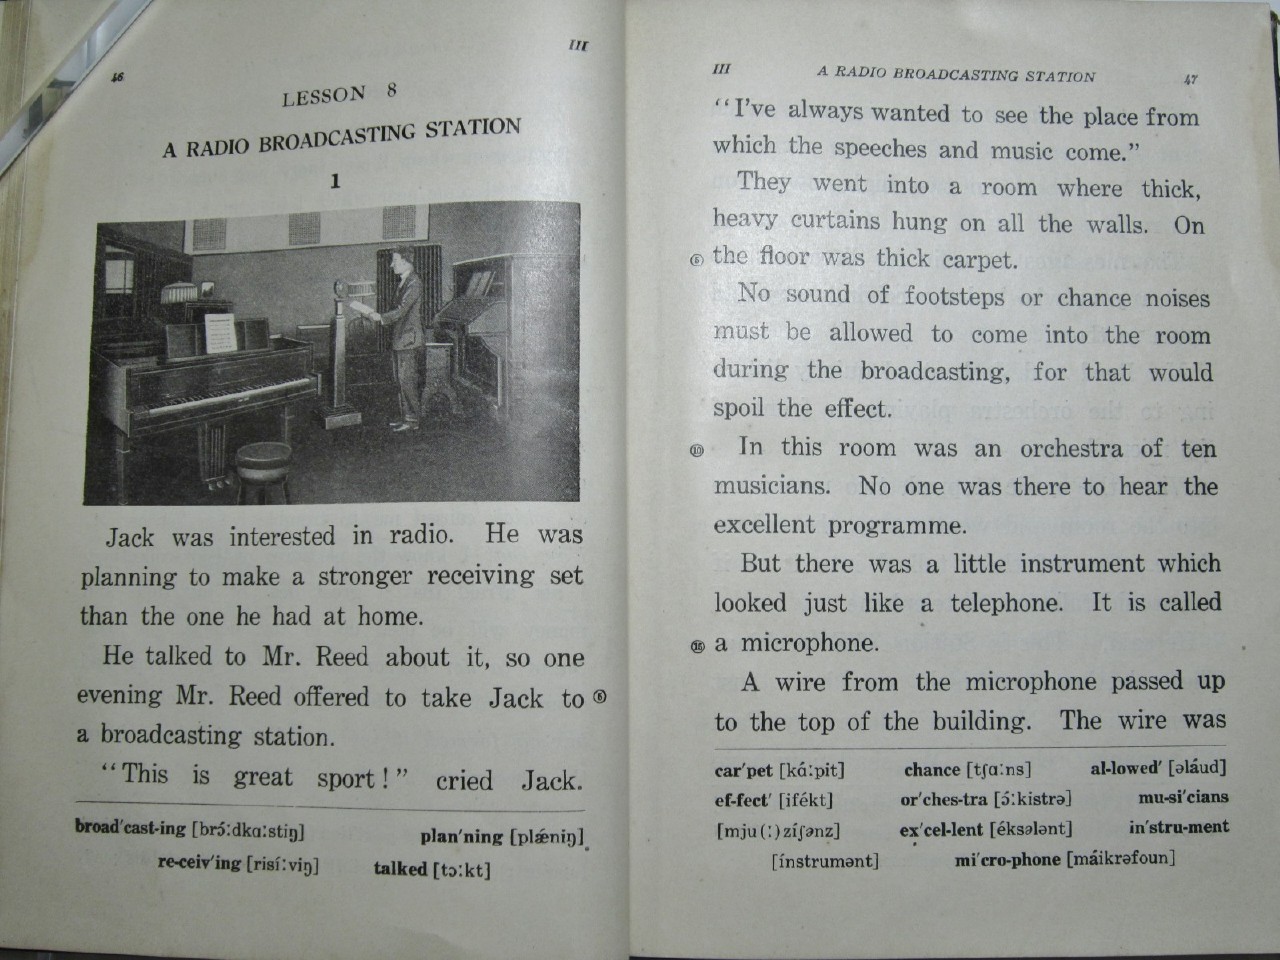 46
III
LESSON 8
A RADIO BROADCASTING STATION
1
Jack was interested in radio. He was
planning to make a stronger receiving set
than the one he had at home.
He talked to Mr. Reed about it, so one
evening Mr. Reed offered to take Jack to ⑤
a broadcasting station.
“This is great sport!” cried Jack.
broad′cast-ing [brɔ́ːdkɑːstiŋ] plan′ning [plǽniŋ]
re-ceiv′ing [risíːviŋ] talked [tɔːkt]
III A RADIO BROADCASTING STATION 47
“I’ve always wanted to see the place from
which the speeches and music come.”
They went into a room where thick,
heavy curtains hung on all the walls. On
⑤ the floor was thick carpet.
No sound of footsteps or chance noises
must be allowed to come into the room
during the broadcasting, for that would
spoil the effect.
⑩ In this room was an orchestra of ten
musicians. No one was there to hear the
excellent programme.
But there was a little instrument which
looked just like a telephone. It is called
⑮ a microphone.
A wire from the microphone passed up
to the top of the building. The wire was
car′pet [kɑ́ːpit] chance [tʃɑːns] al-lowed′ [əláud]
ef-fect′ [ifékt] or′ches-tra [ɔ́ːkistrə] mu-si′cians
[mju(ː)zíʃənz] ex′cel-lent [éksələnt] in′stru-ment
[ínstrumənt] mi′cro-phone [máikrəfoun]